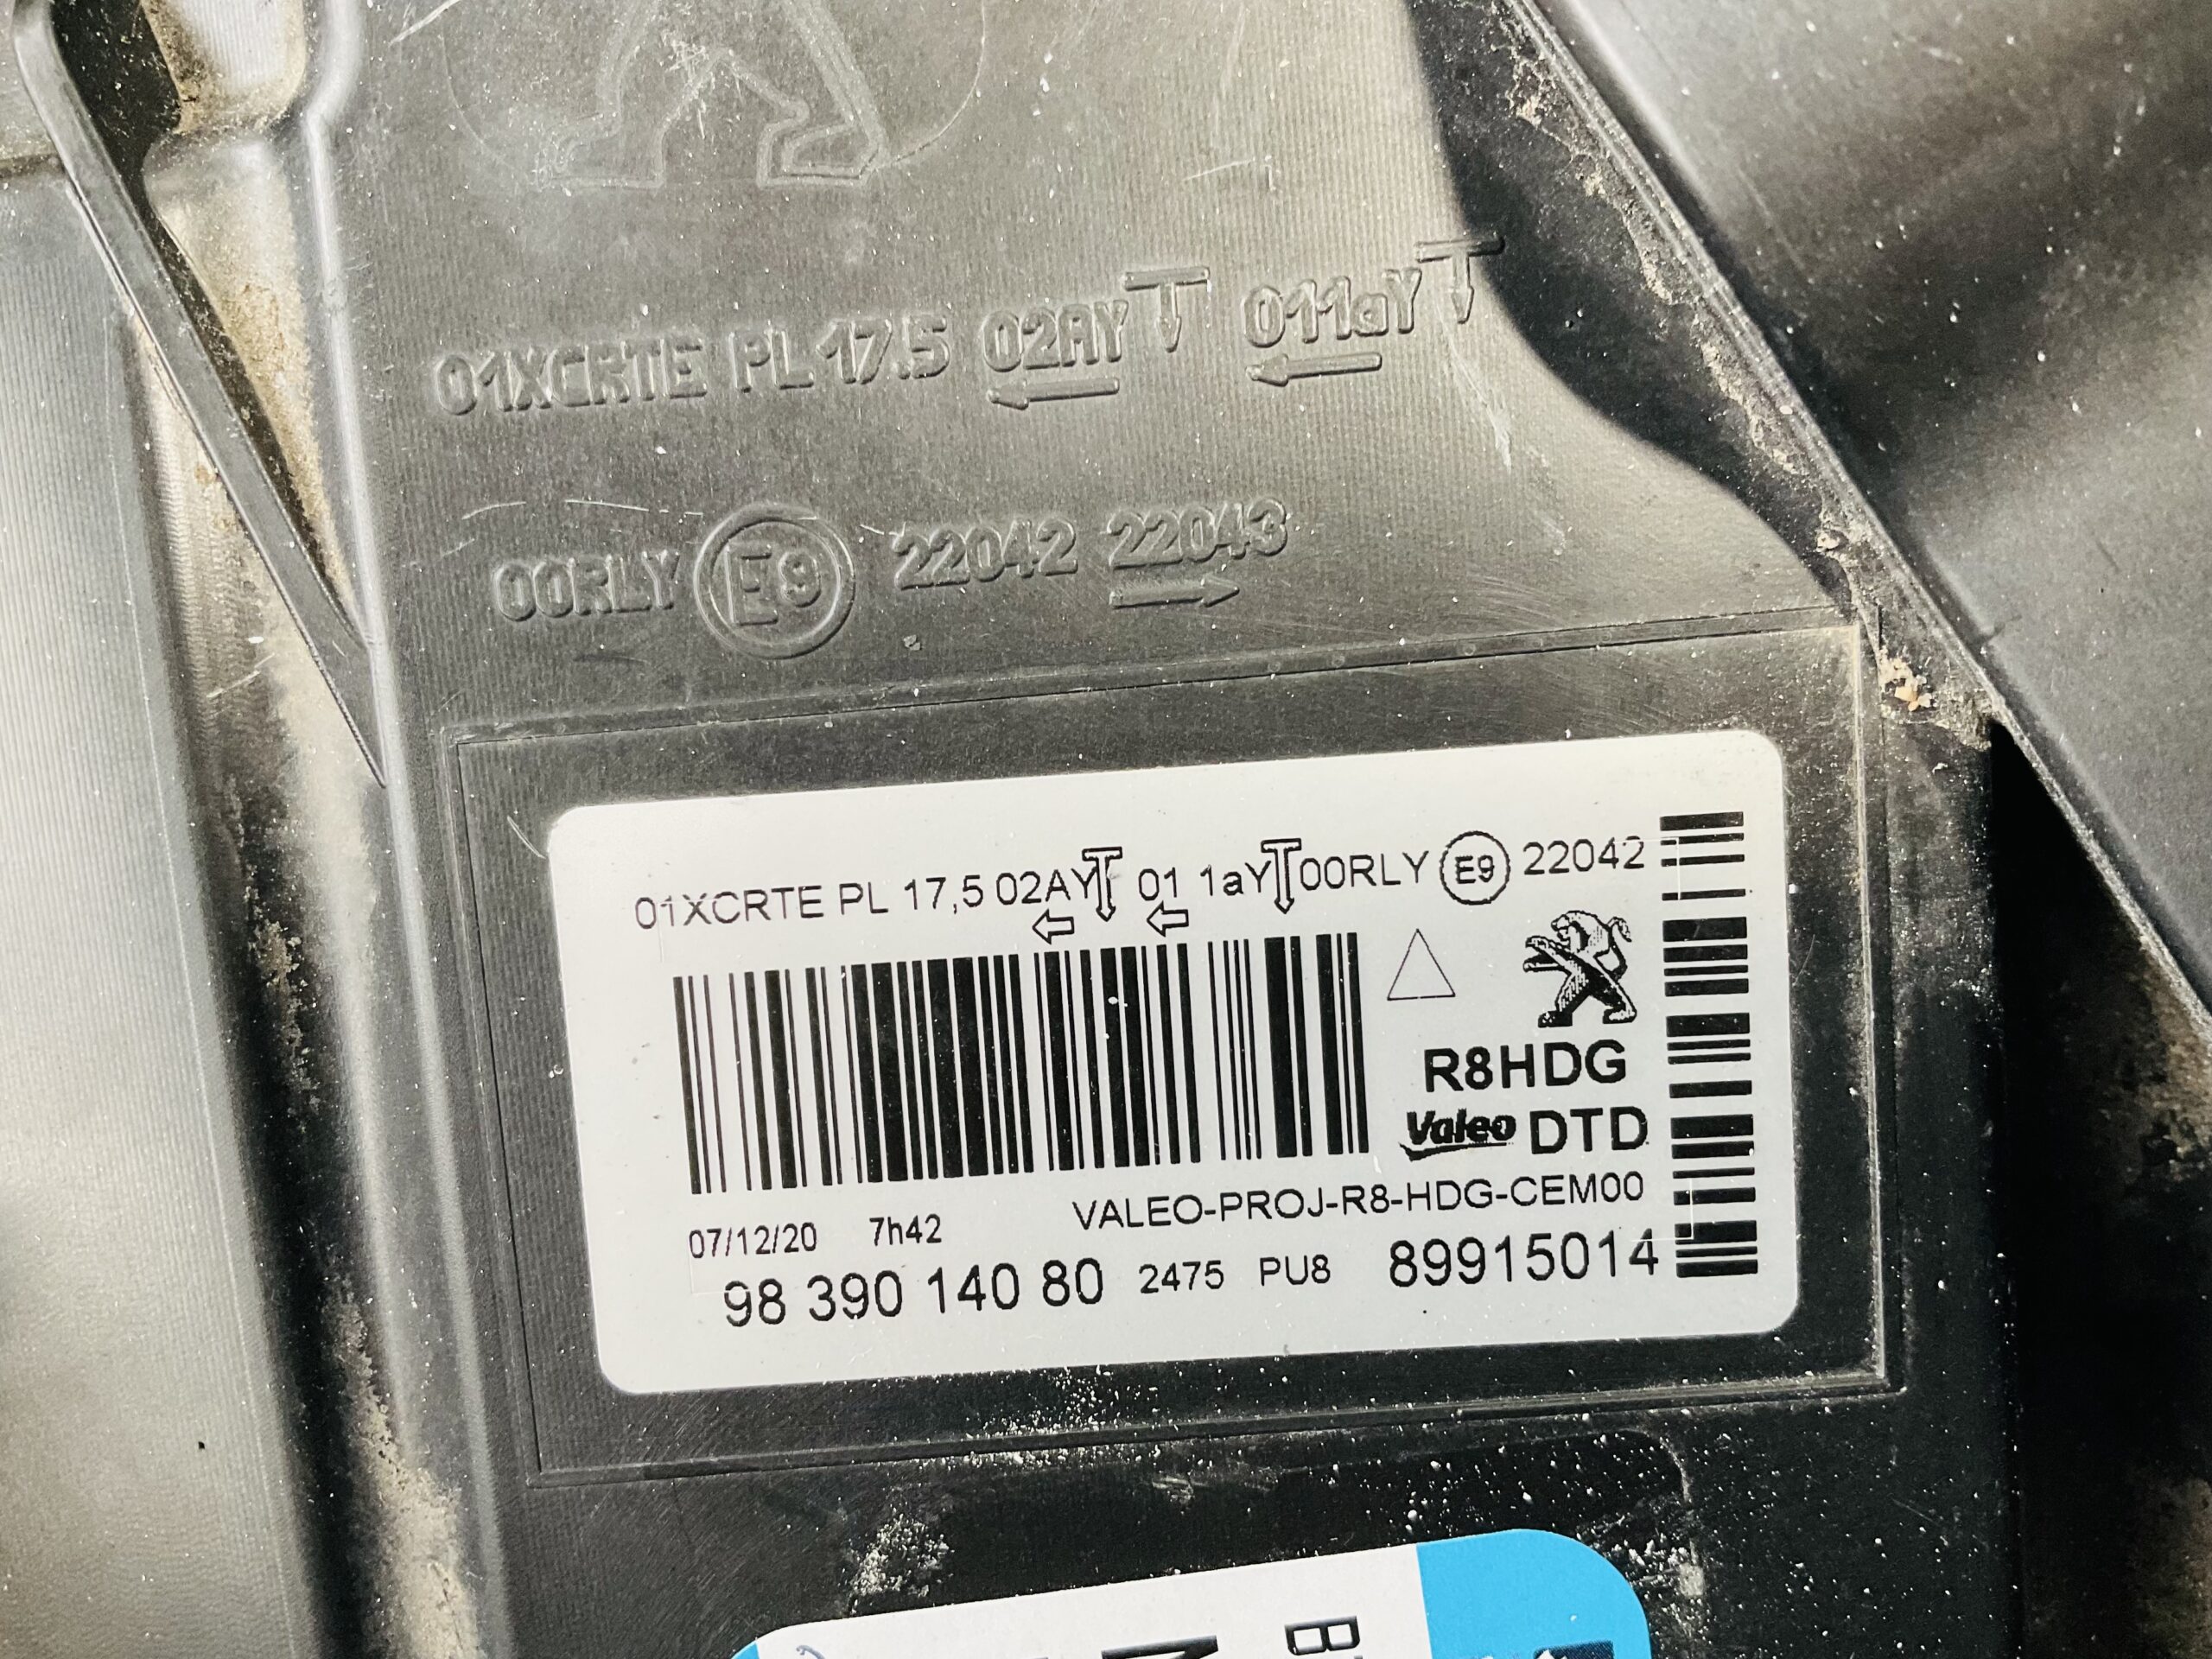 01XCRTE PL 17.5 02AY 011aY
00RLY E9 22042 22043
01XCRTE PL 17,5 02AY 01 1aY 00RLY E9 22042
R8HDG
Valeo DTD
VALEO-PROJ-R8-HDG-CEM00
07/12/20 7h42
98 390 140 80 2475 PU8 89915014